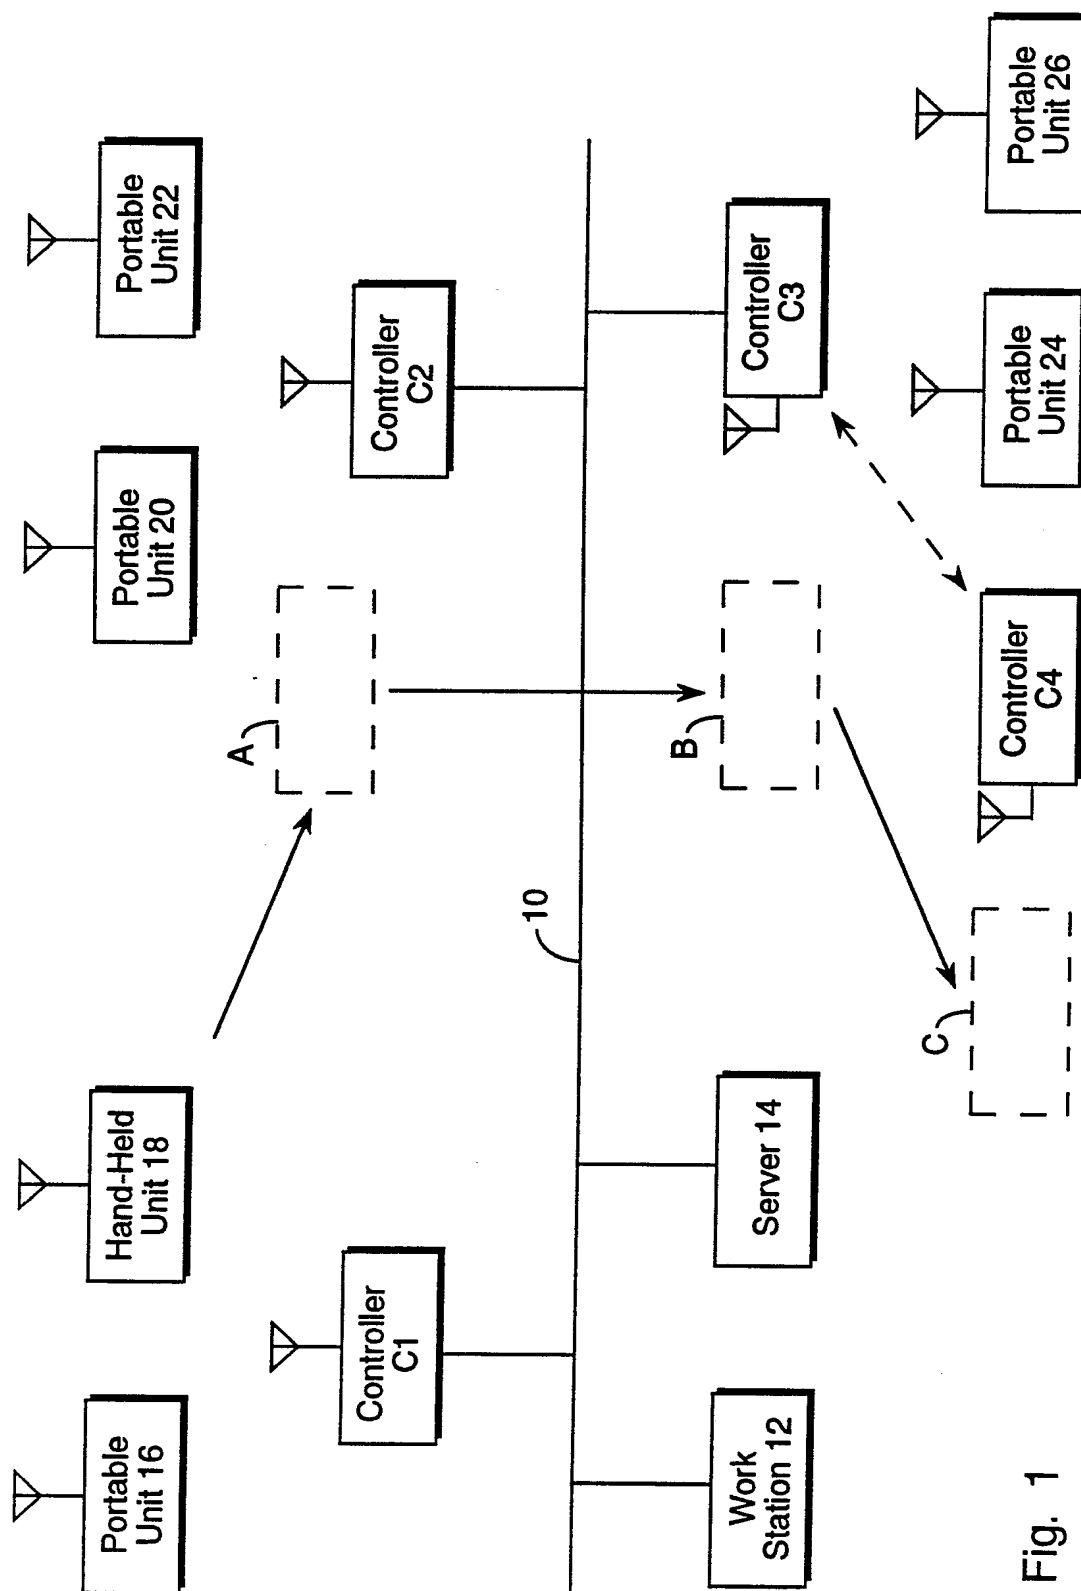 Portable
Unit 16
Hand-Held
Unit 18
Portable
Unit 20
Portable
Unit 22
Controller
C1
A
Controller
C2
10
Work
Station 12
Server 14
B
Controller
C3
C
Controller
C4
Portable
Unit 24
Portable
Unit 26
Fig. 1